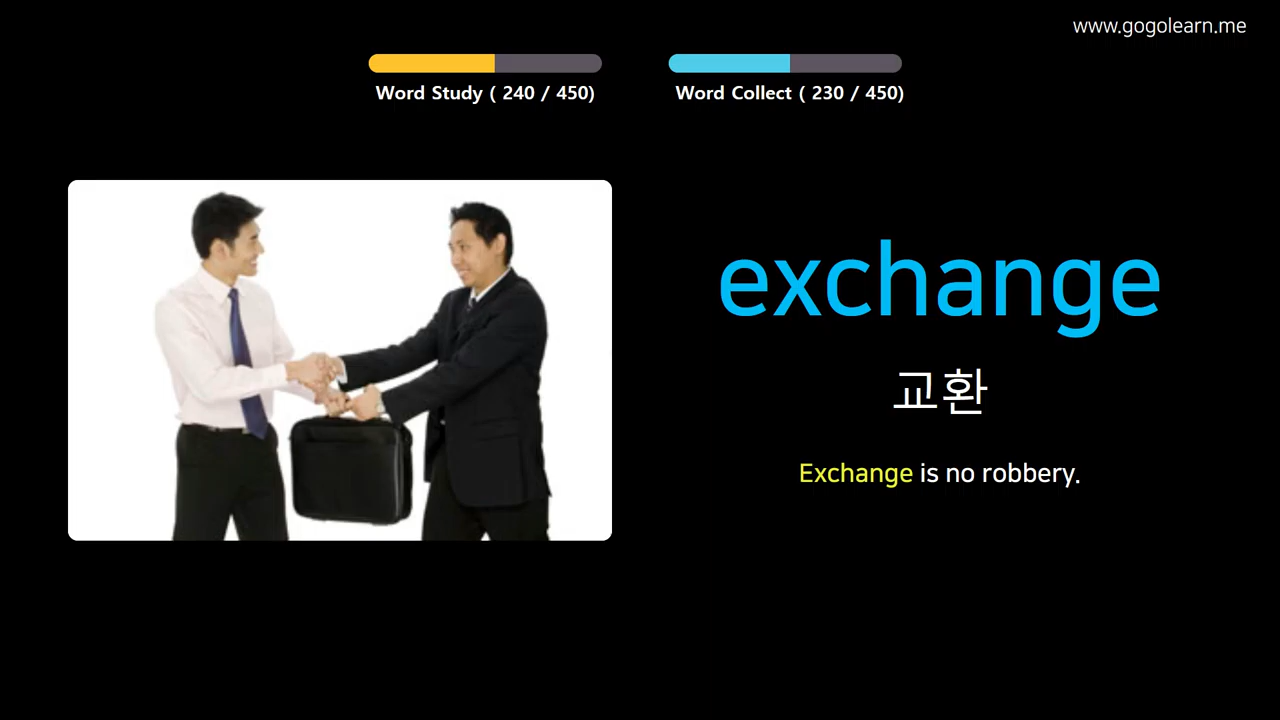 www.gogolearn.me
Word Study ( 240 / 450)
Word Collect ( 230 / 450)
exchange
교환
Exchange is no robbery.